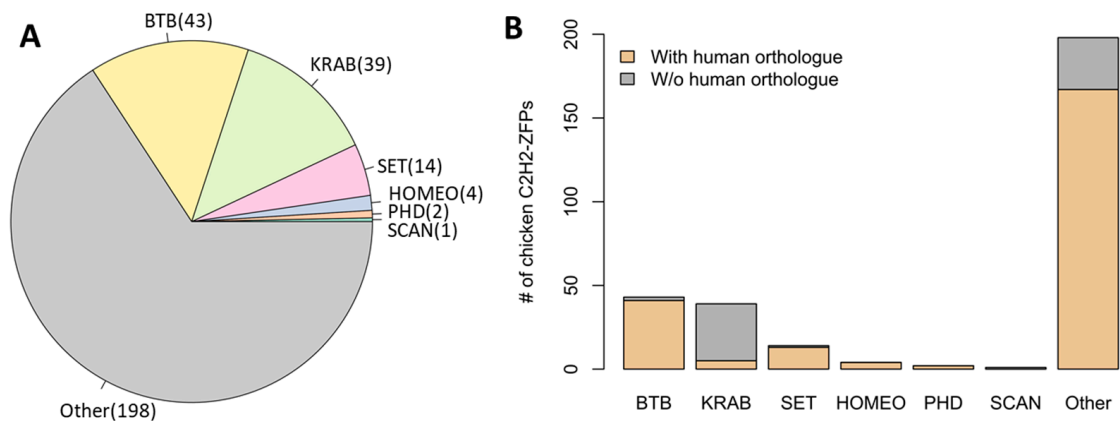 A
BTB(43)
KRAB(39)
SET(14)
HOMEO(4)
PHD(2)
SCAN(1)
Other(198)
B
With human orthologue
W/o human orthologue
# of chicken C2H2-ZFPs
200
150
100
50
0
BTB KRAB SET HOMEO PHD SCAN Other